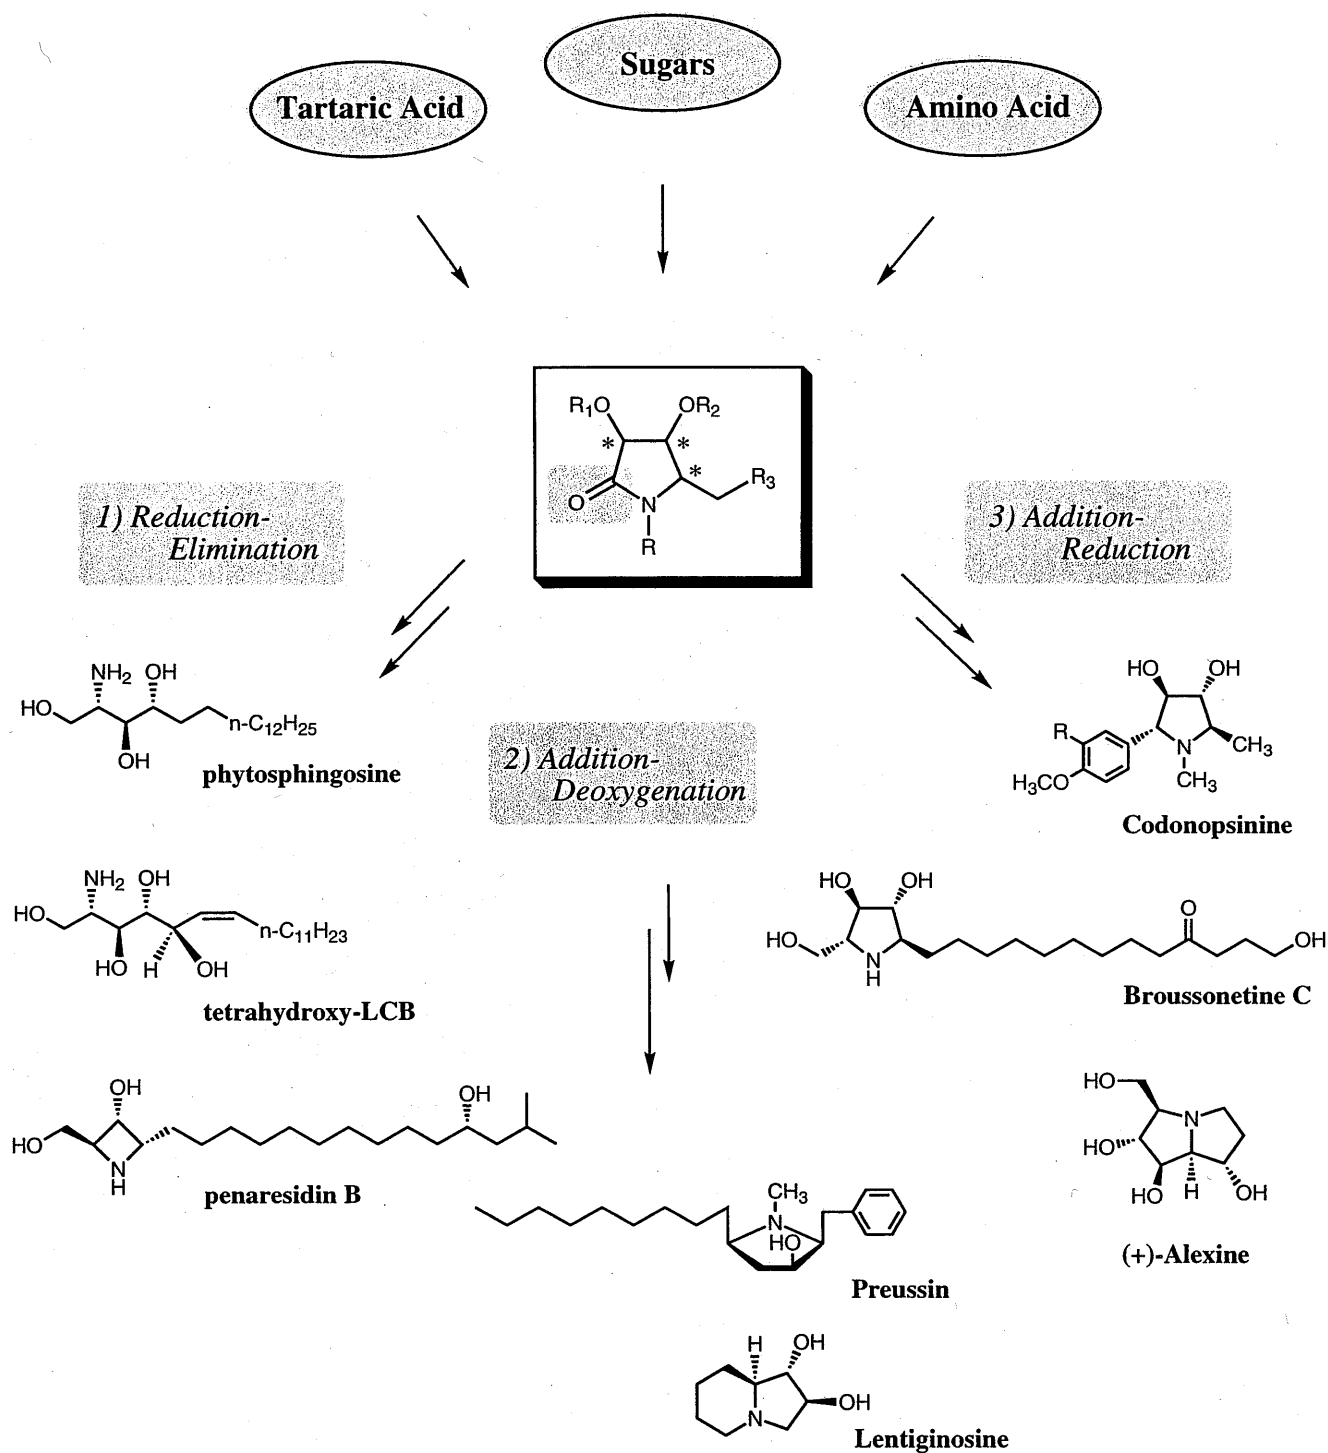 Sugars
Tartaric Acid
Amino Acid
R₁O OR₂
* *
*
R₃
O
N
R
1) Reduction-
Elimination
3) Addition-
Reduction
2) Addition-
Deoxygenation
NH₂ OH
HO
n-C₁₂H₂₅
OH
phytosphingosine
NH₂ OH
HO
n-C₁₁H₂₃
HO H OH
tetrahydroxy-LCB
OH
OH
HO
N
H
penaresidin B
HO OH
R
N CH₃
H₃CO CH₃
Codonopsinine
HO OH
O
HO
OH
N
H
Broussonetine C
HO
N
HO
HO H OH
(+)-Alexine
CH₃
N
HO
Preussin
H OH
OH
N
Lentiginosine